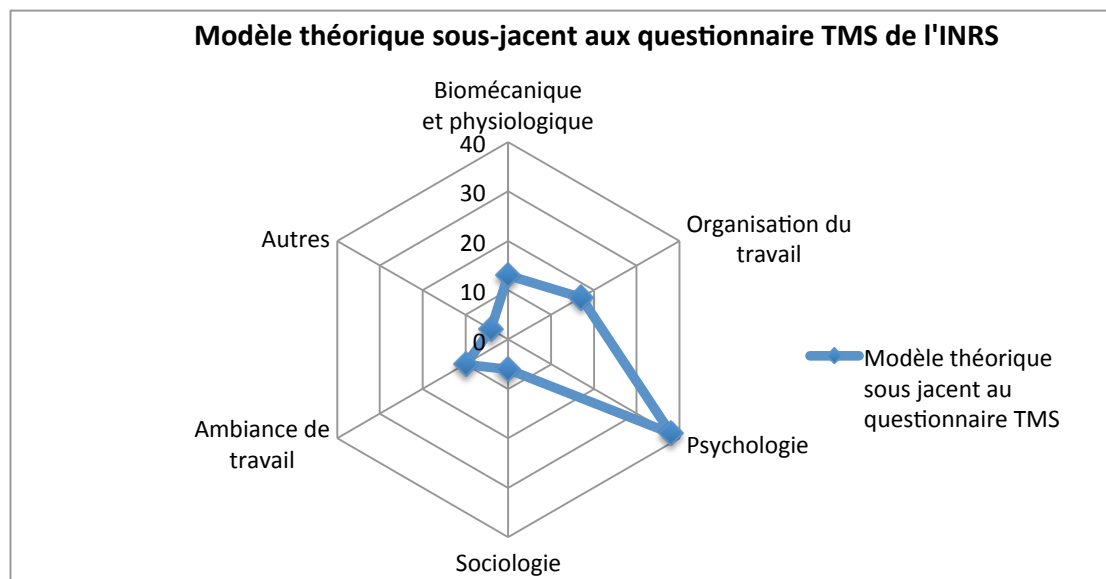 Modèle théorique sous-jacent aux questionnaire TMS de l'INRS
Biomécanique
et physiologique
40
30
20
10
0
Organisation du
travail
Psychologie
Sociologie
Ambiance de
travail
Autres
Modèle théorique
sous jacent au
questionnaire TMS